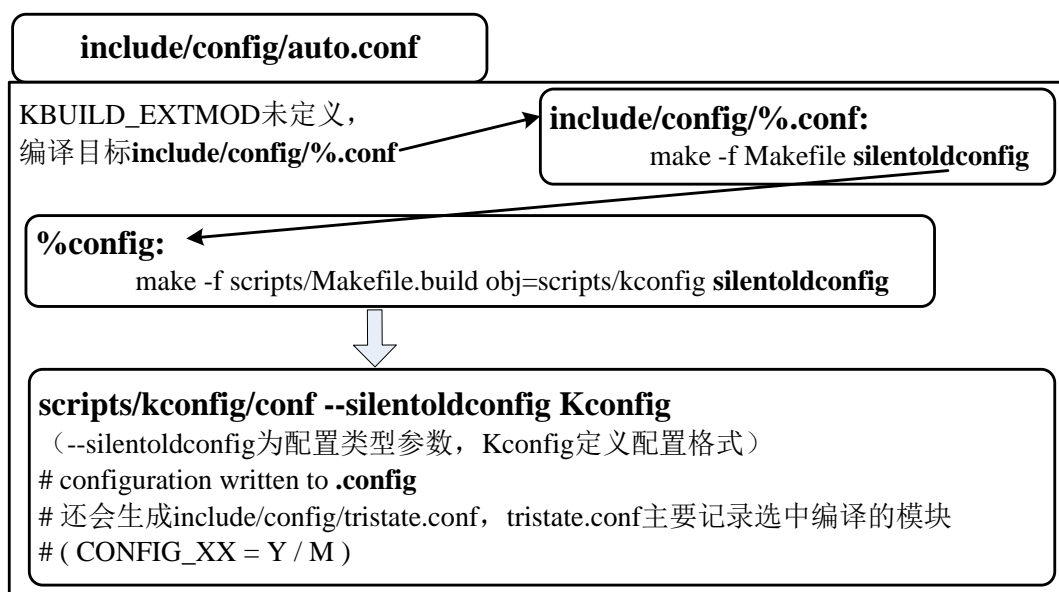 include/config/auto.conf
KBUILD_EXTMOD未定义，
编译目标include/config/%.conf
include/config/%.conf:
make -f Makefile silentoldconfig
%config:
make -f scripts/Makefile.build obj=scripts/kconfig silentoldconfig
scripts/kconfig/conf --silentoldconfig Kconfig
（--silentoldconfig为配置类型参数，Kconfig定义配置格式）
# configuration written to .config
# 还会生成include/config/tristate.conf，tristate.conf主要记录选中编译的模块
# ( CONFIG_XX = Y / M )